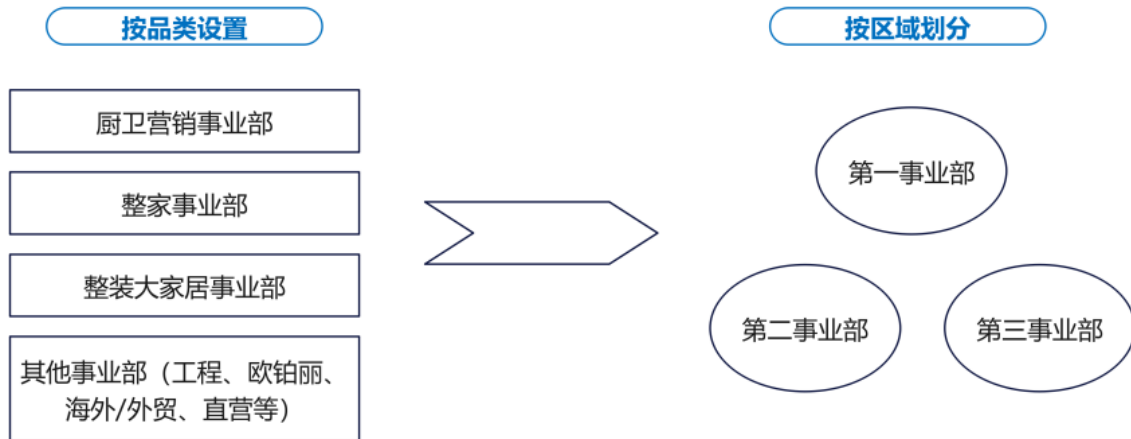 按品类设置
按区域划分
厨卫营销事业部
整家事业部
整装大家居事业部
其他事业部（工程、欧铂丽、
海外/外贸、直营等）
第一事业部
第二事业部
第三事业部